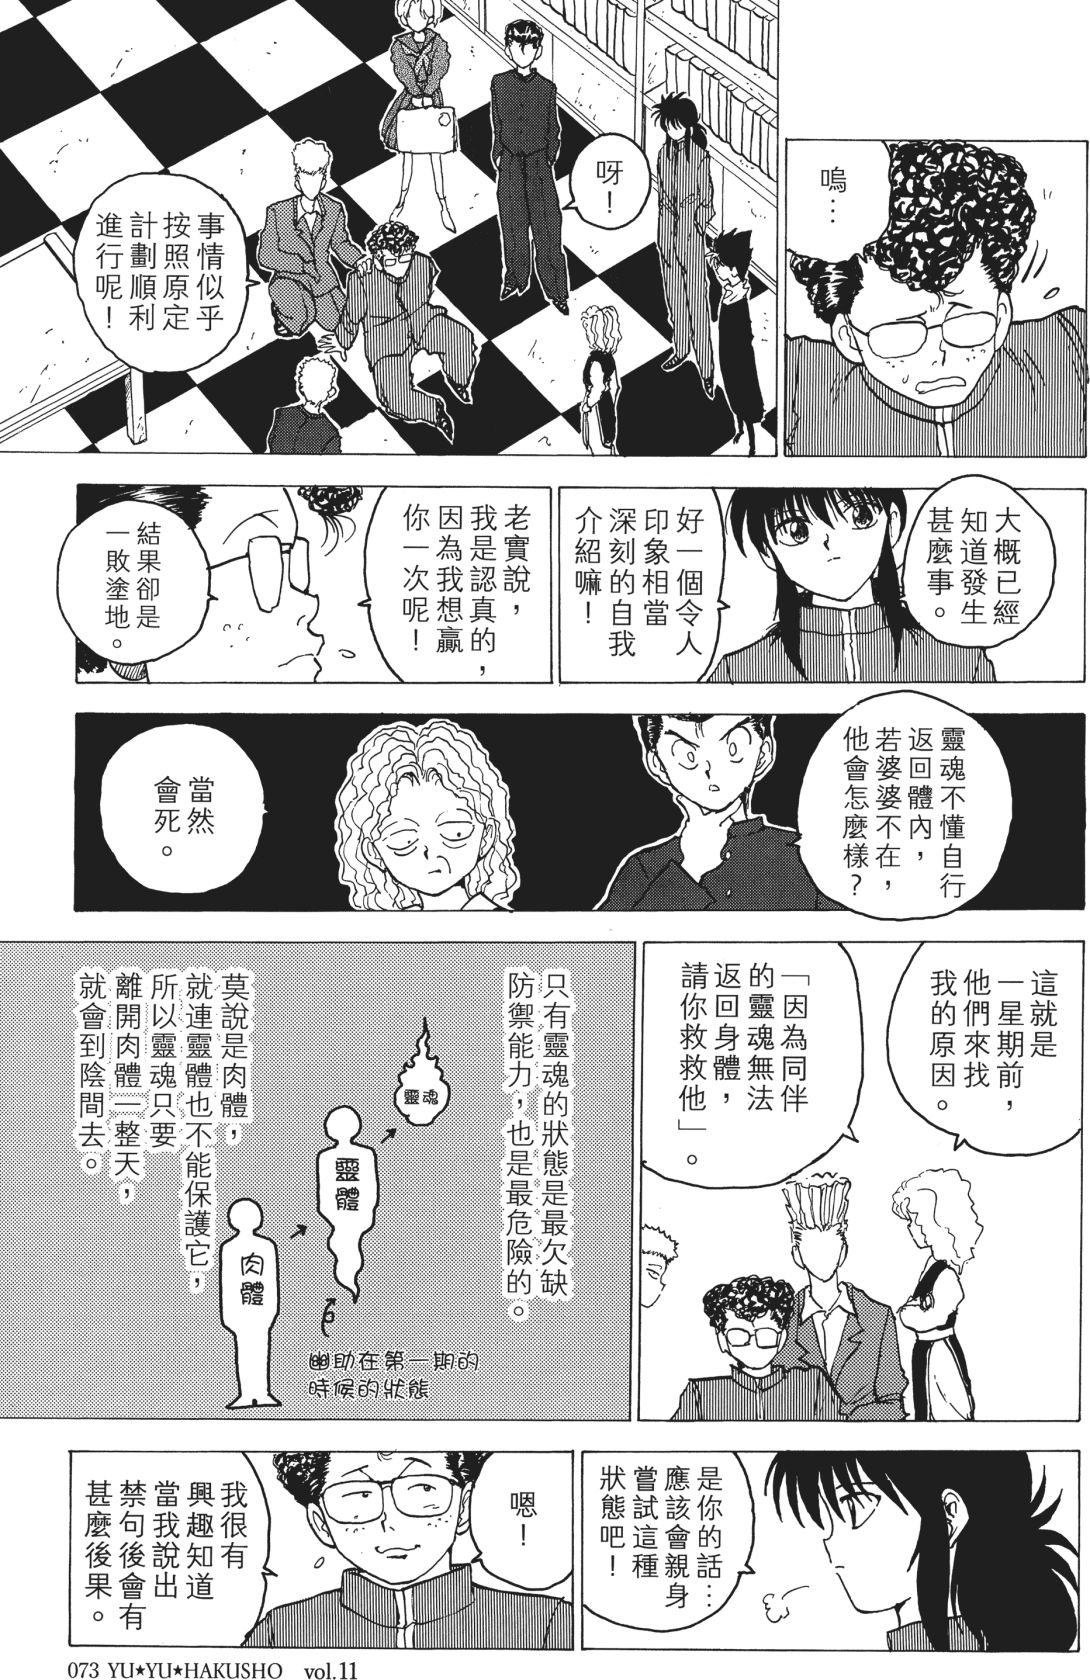 嗚…
呀！
事情似乎
按照原定
計劃順利
進行呢！
大概已經
知道發生
甚麼事。
好一個令人
印象相當
深刻的自我
介紹嘛！
老實說，
我是認真的，
因為我想贏
你一次呢！
結果卻是
一敗塗地。
靈魂不懂自行
返回體內，
若婆婆不在，
他會怎麼樣？
當然
會死。
這就是
一星期前，
他們來找
我的原因。
「因為同伴
的靈魂無法
返回身體，
請你救救他」。
只有靈魂的狀態是最欠缺
防禦能力，也是最危險的。
靈魂
靈體
肉體
幽助在第一期的
時候的狀態
莫說是肉體，
就連靈體也不能保護它，
所以靈魂只要
離開肉體一整天，
就會到陰間去。
是你的話…
應該會親身
嘗試這種
狀態吧！
嗯！
我很有
興趣知道
當我說出
禁句後會有
甚麼後果。
073 YU★YU★HAKUSHO vol.11